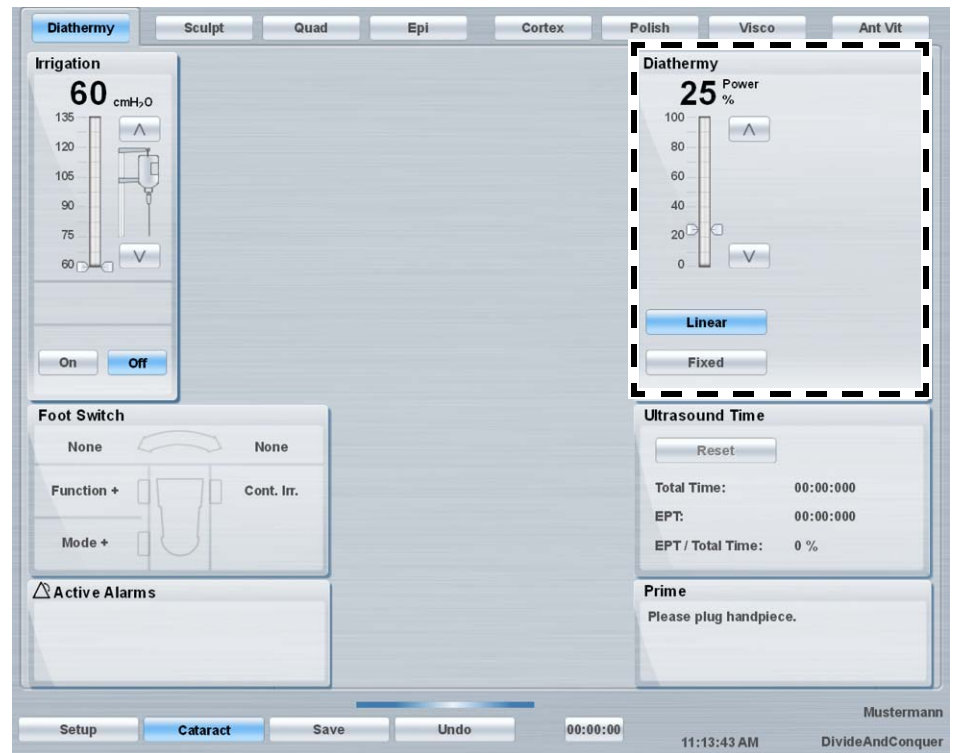 Diathermy Sculpt Quad Epi Cortex Polish Visco Ant Vit
Irrigation
60 cmH₂O
135
120
105
90
75
60
∧
∨
On Off
Diathermy
25 Power
%
100
80
60
40
20
0
∧
∨
Linear
Fixed
Foot Switch
None None
Function + Cont. Irr.
Mode +
Ultrasound Time
Reset
Total Time: 00:00:000
EPT: 00:00:000
EPT / Total Time: 0 %
Active Alarms
Prime
Please plug handpiece.
Setup Cataract Save Undo 00:00:00
Mustermann
11:13:43 AM DivideAndConquer